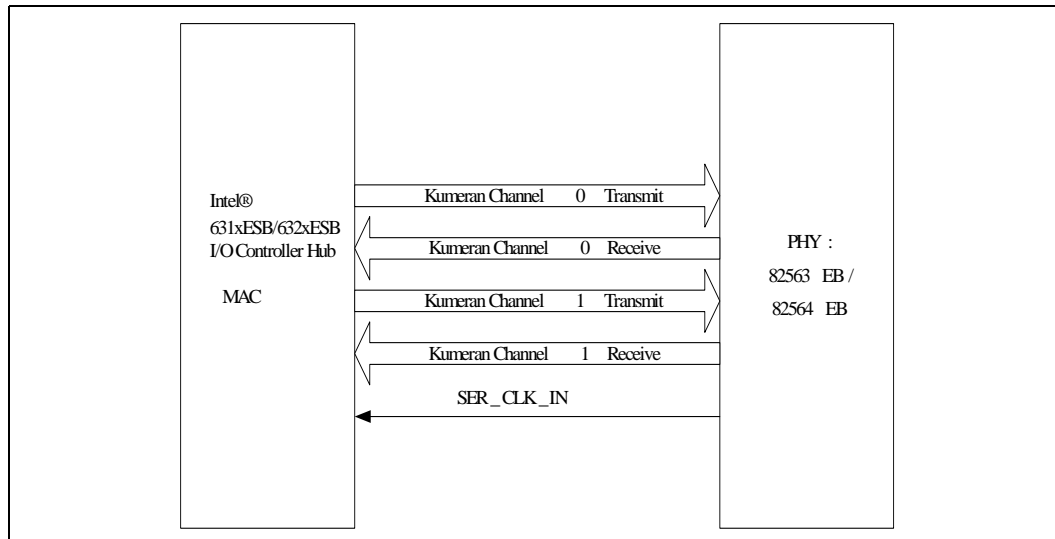 Intel®
631xESB/632xESB
I/O Controller Hub
MAC
Kumeran Channel 0 Transmit
Kumeran Channel 0 Receive
Kumeran Channel 1 Transmit
Kumeran Channel 1 Receive
SER_CLK_IN
PHY :
82563 EB /
82564 EB